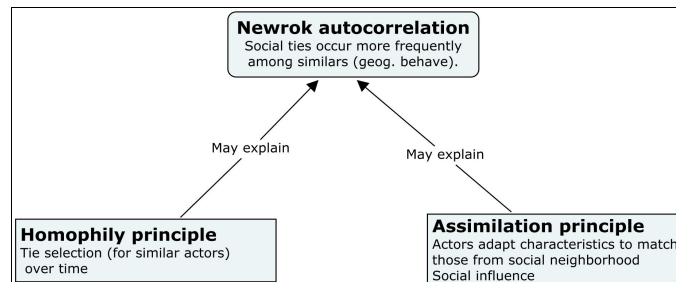 Newrok autocorrelation
Social ties occur more frequently
among similars (geog. behave).
May explain
May explain
Homophily principle
Tie selection (for similar actors)
over time
Assimilation principle
Actors adapt characteristics to match
those from social neighborhood
Social influence